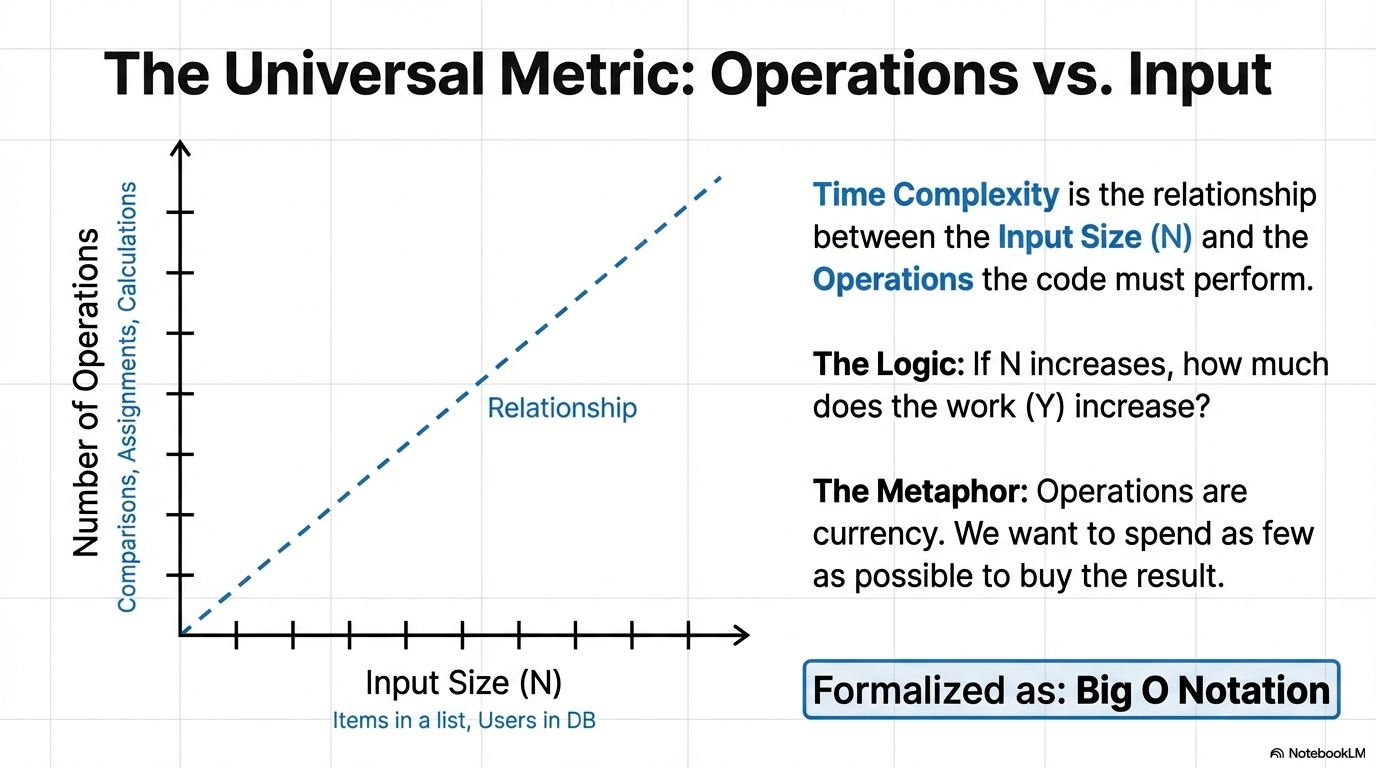 The Universal Metric: Operations vs. Input
Number of Operations
Comparisons, Assignments, Calculations
Relationship
Input Size (N)
Items in a list, Users in DB
Time Complexity is the relationship
between the Input Size (N) and the
Operations the code must perform.
The Logic: If N increases, how much
does the work (Y) increase?
The Metaphor: Operations are
currency. We want to spend as few
as possible to buy the result.
Formalized as: Big O Notation
NotebookLM